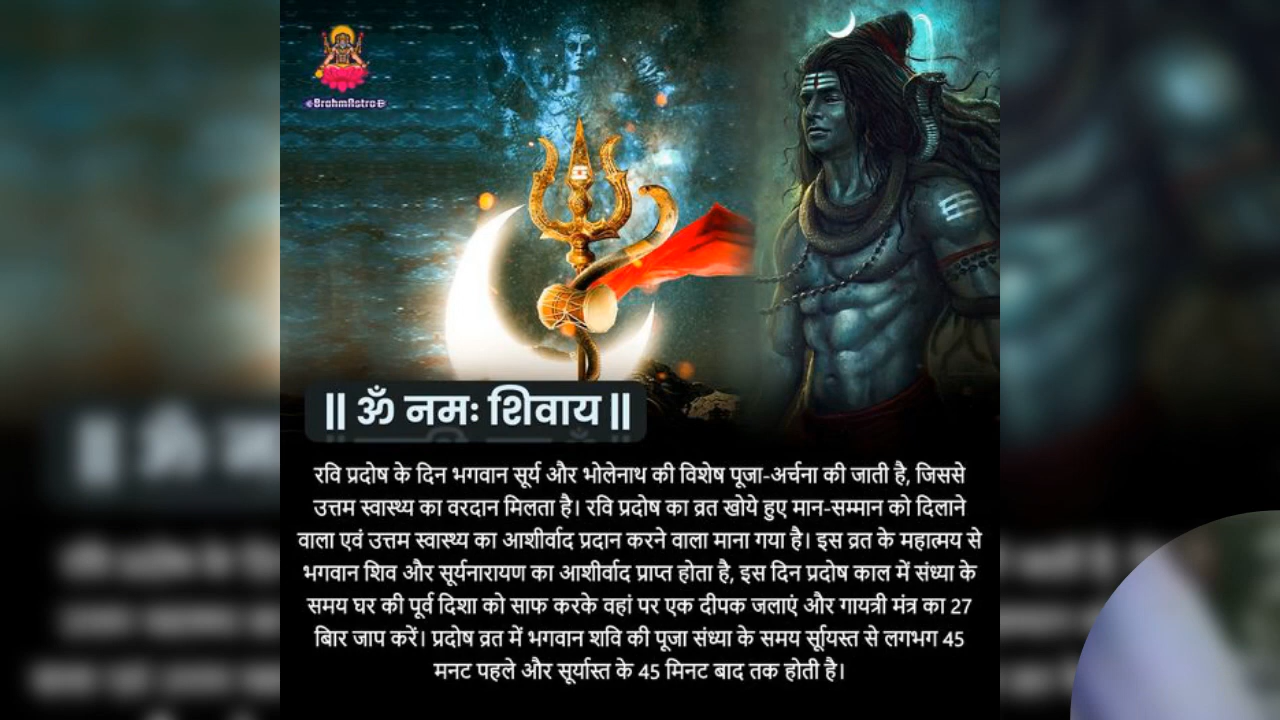 BrahmAstro
|| ॐ नमः शिवाय ||
रवि प्रदोष के दिन भगवान सूर्य और भोलेनाथ की विशेष पूजा-अर्चना की जाती है, जिससे
उत्तम स्वास्थ्य का वरदान मिलता है। रवि प्रदोष का व्रत खोये हुए मान-सम्मान को दिलाने
वाला एवं उत्तम स्वास्थ्य का आशीर्वाद प्रदान करने वाला माना गया है। इस व्रत के महात्मय से
भगवान शिव और सूर्यनारायण का आशीर्वाद प्राप्त होता है, इस दिन प्रदोष काल में संध्या के
समय घर की पूर्व दिशा को साफ करके वहां पर एक दीपक जलाएं और गायत्री मंत्र का 27
बिार जाप करें। प्रदोष व्रत में भगवान शवि की पूजा संध्या के समय सूर्ायस्त से लगभग 45
मनट पहले और सूर्यास्त के 45 मिनट बाद तक होती है।